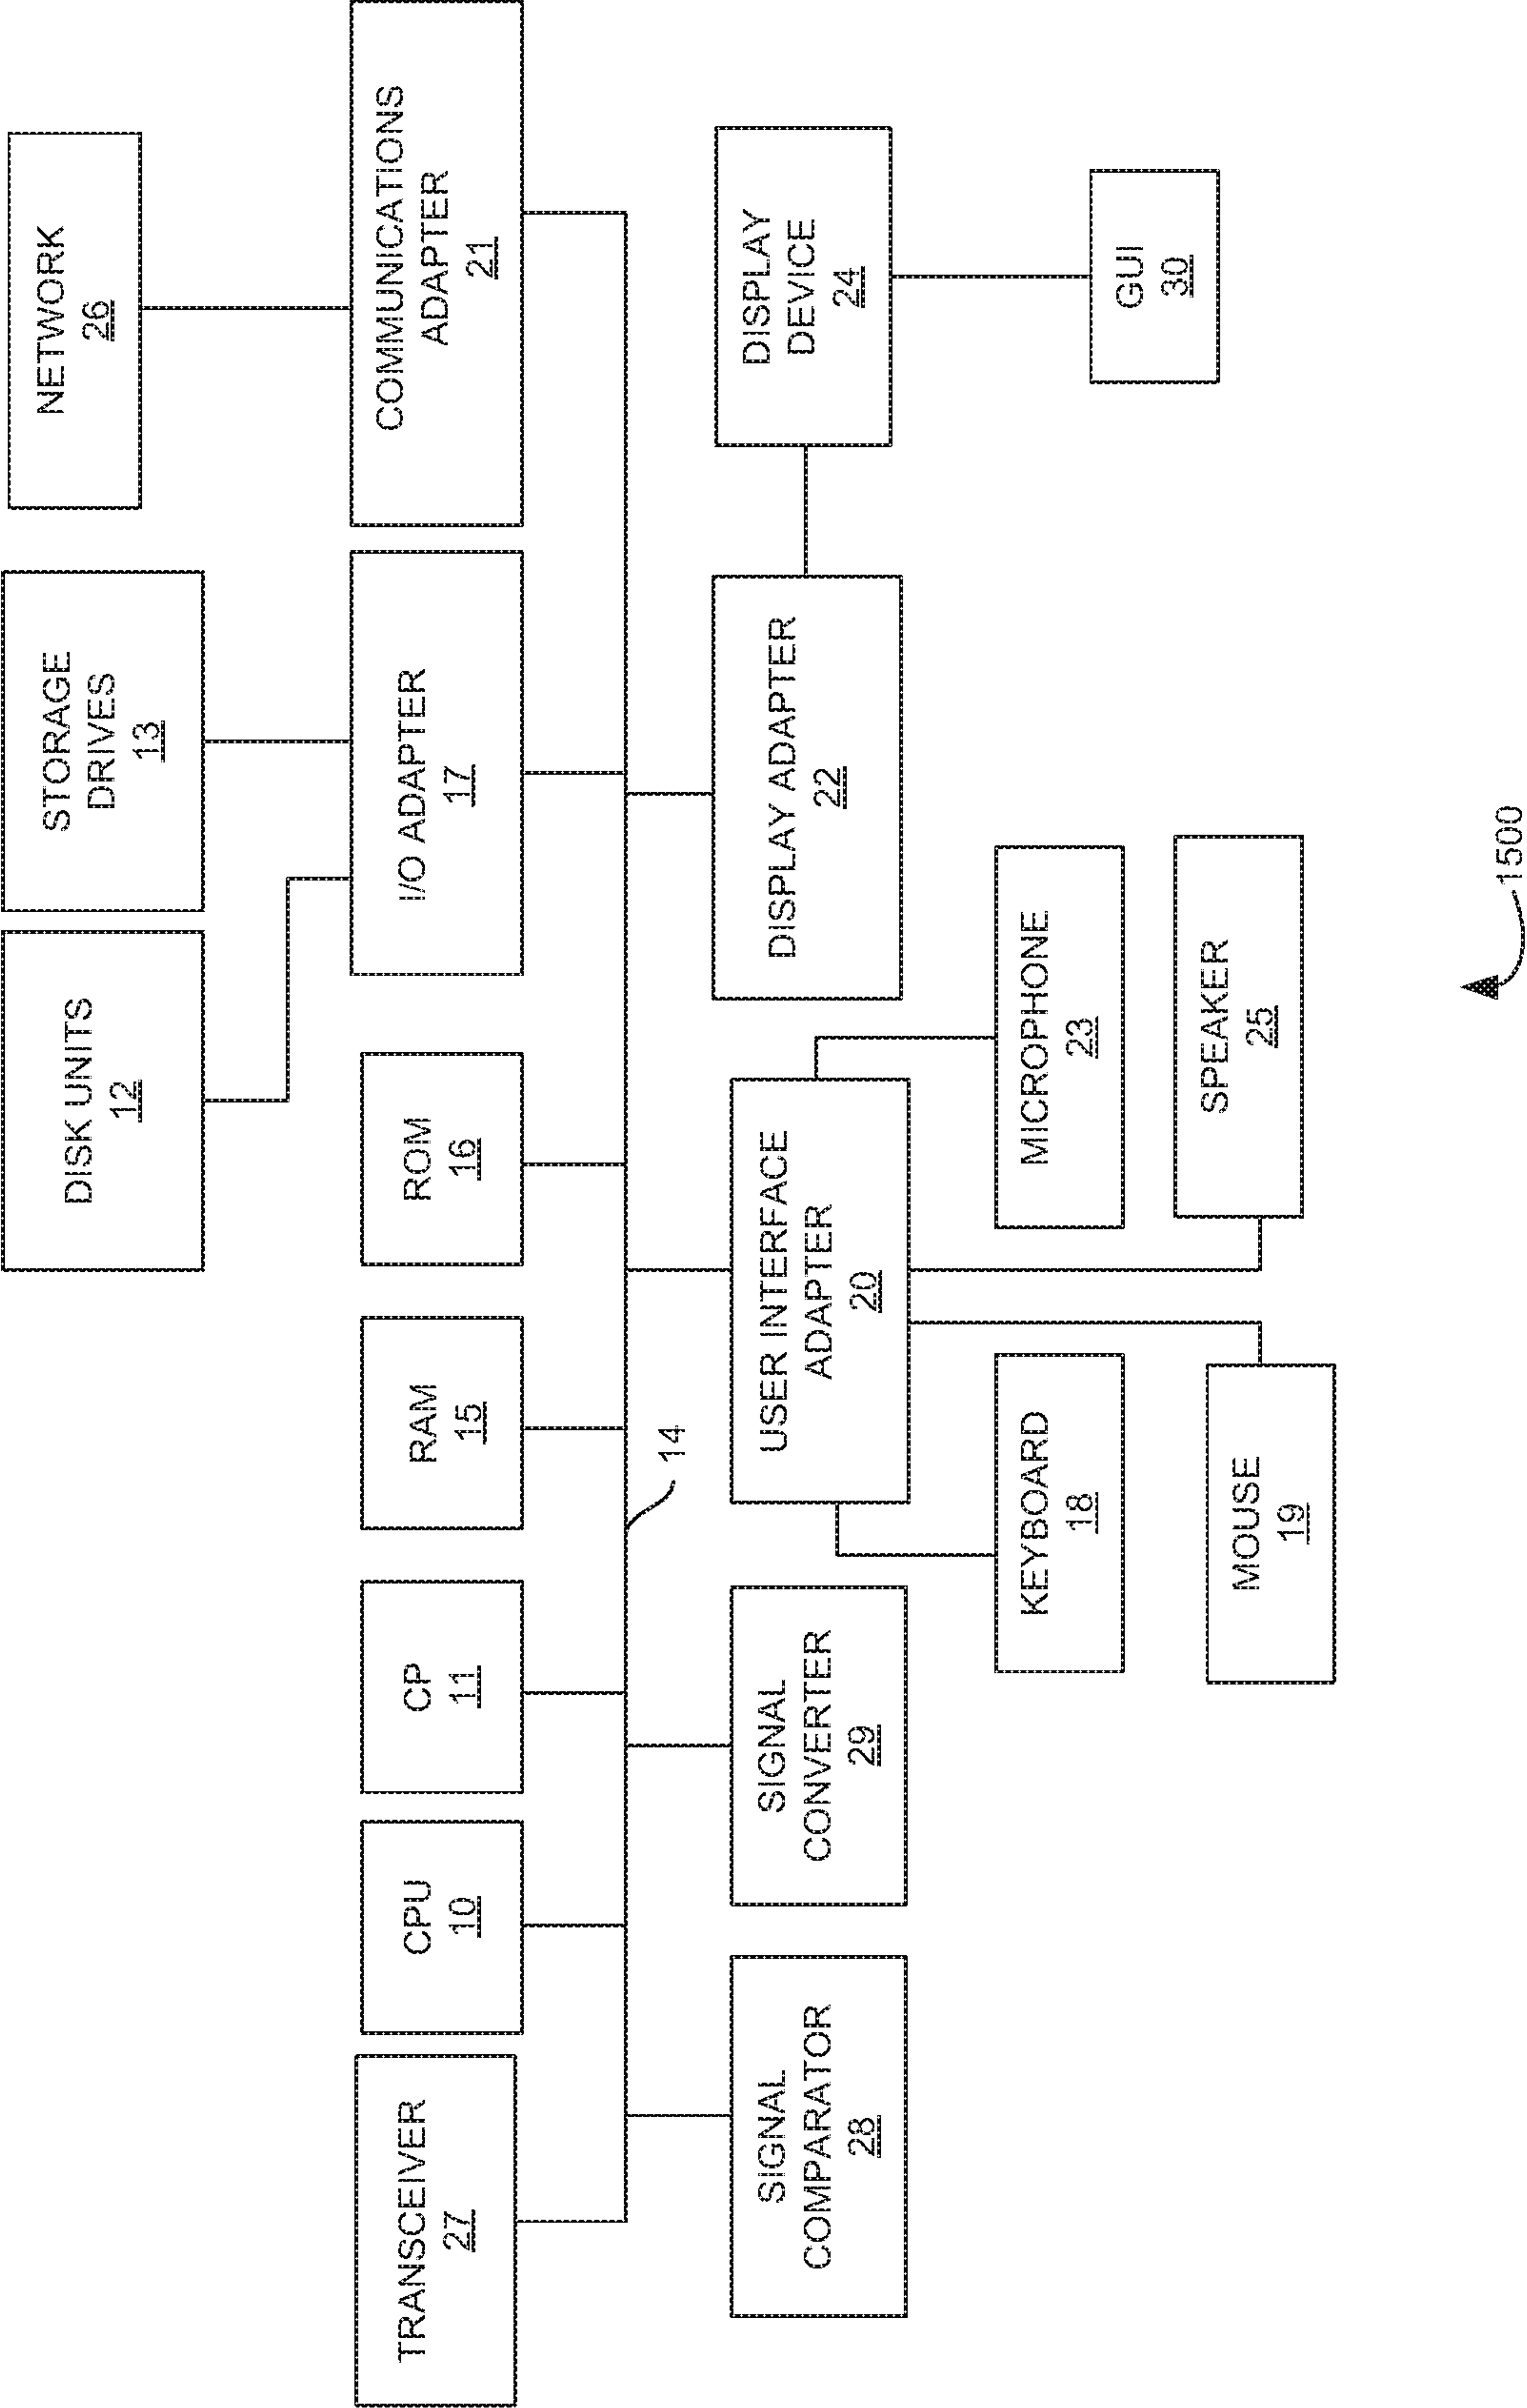 DISK UNITS
12
STORAGE
DRIVES
13
NETWORK
26
TRANSCEIVER
27
CPU
10
CP
11
RAM
15
ROM
16
I/O ADAPTER
17
COMMUNICATIONS
ADAPTER
21
14
SIGNAL
COMPARATOR
28
SIGNAL
CONVERTER
29
USER INTERFACE
ADAPTER
20
DISPLAY ADAPTER
22
DISPLAY
DEVICE
24
KEYBOARD
18
MICROPHONE
23
GUI
30
MOUSE
19
SPEAKER
25
1500